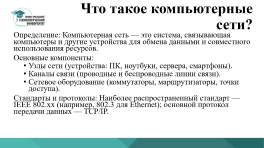 Что такое компьютерные
сети?
Определение: Компьютерная сеть — это система, связывающая
компьютеры и другие устройства для обмена данными и совместного
использования ресурсов.
Основные компоненты:
• Узлы сети (устройства: ПК, ноутбуки, сервера, смартфоны).
• Каналы связи (проводные и беспроводные линии связи).
• Сетевое оборудование (коммутаторы, маршрутизаторы, точки
доступа).
Стандарты и протоколы: Наиболее распространенный стандарт —
IEEE 802.xx (например, 802.3 для Ethernet); основной протокол
передачи данных — TCP/IP.